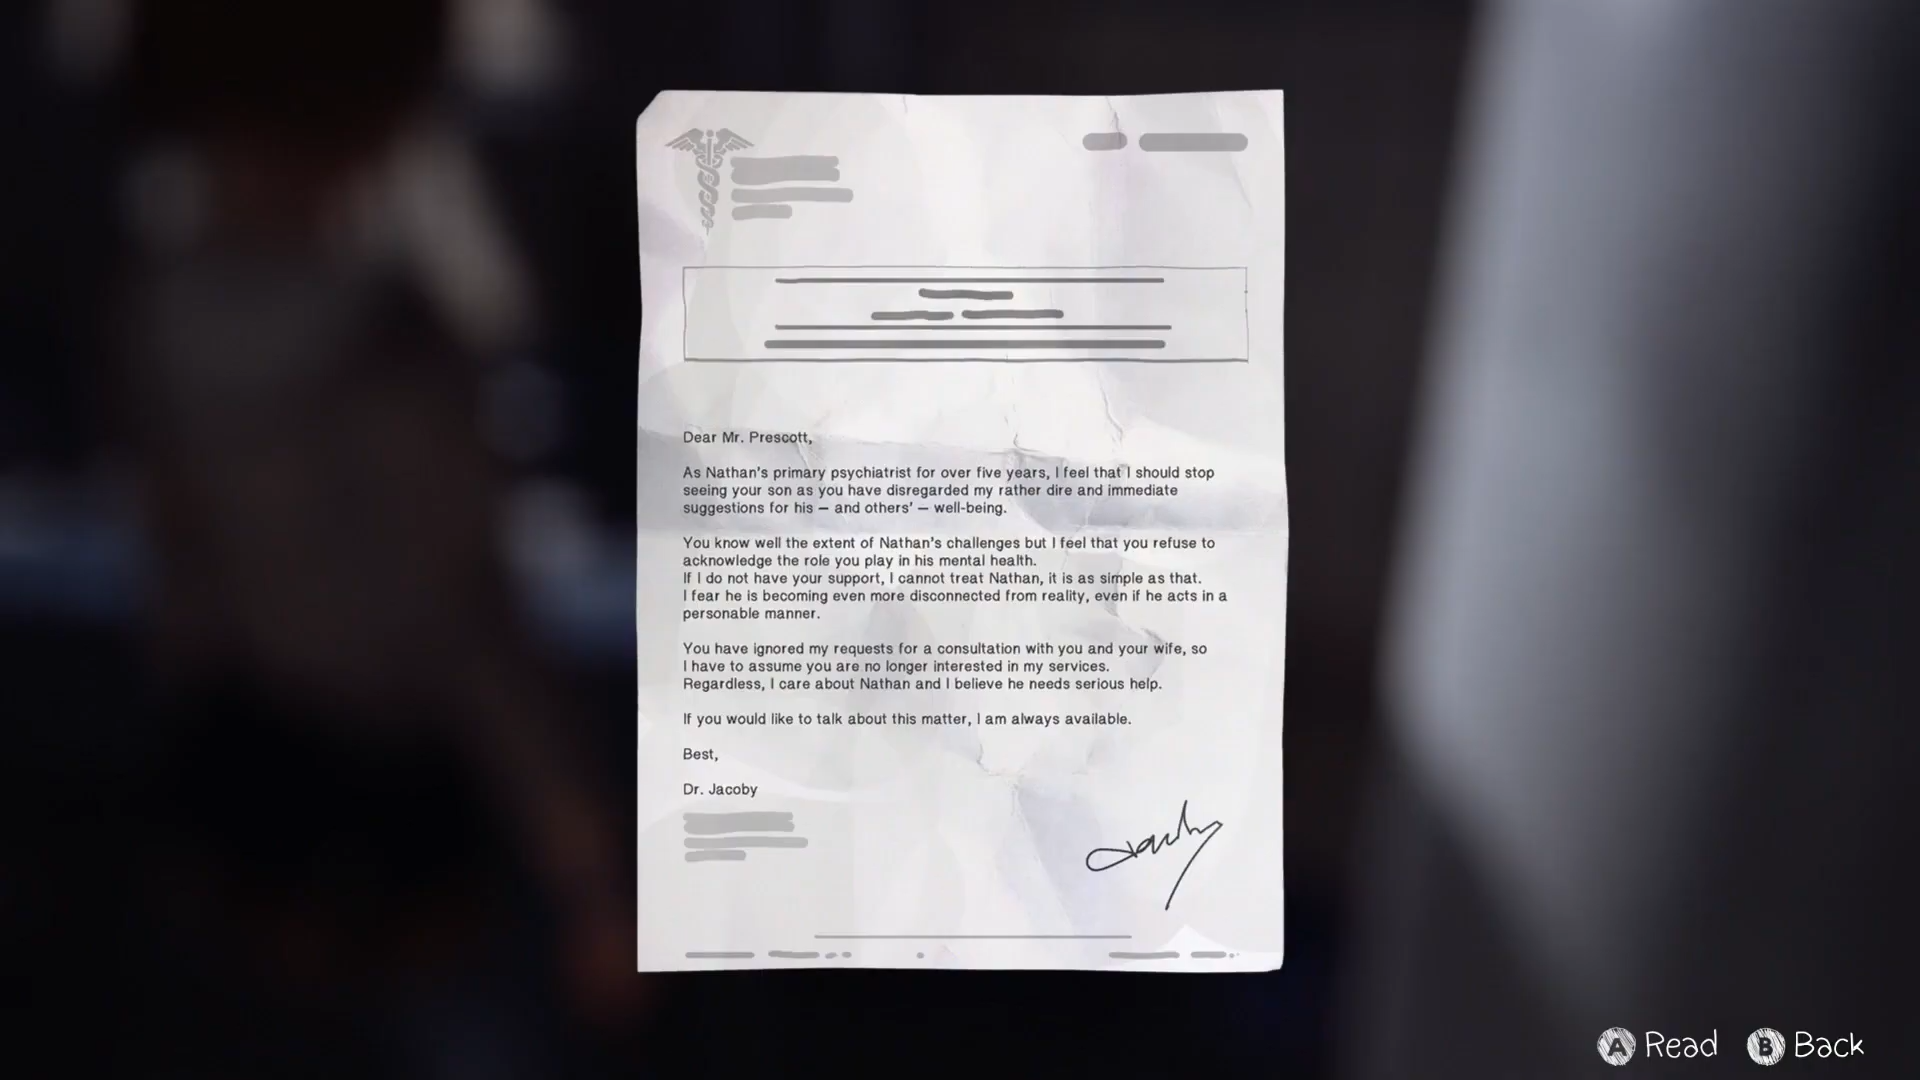 Dear Mr. Prescott,
As Nathan's primary psychiatrist for over five years, I feel that I should stop
seeing your son as you have disregarded my rather dire and immediate
suggestions for his – and others' – well-being.
You know well the extent of Nathan's challenges but I feel that you refuse to
acknowledge the role you play in his mental health.
If I do not have your support, I cannot treat Nathan, it is as simple as that.
I fear he is becoming even more disconnected from reality, even if he acts in a
personable manner.
You have ignored my requests for a consultation with you and your wife, so
I have to assume you are no longer interested in my services.
Regardless, I care about Nathan and I believe he needs serious help.
If you would like to talk about this matter, I am always available.
Best,
Dr. Jacoby
Jacoby
A Read B Back